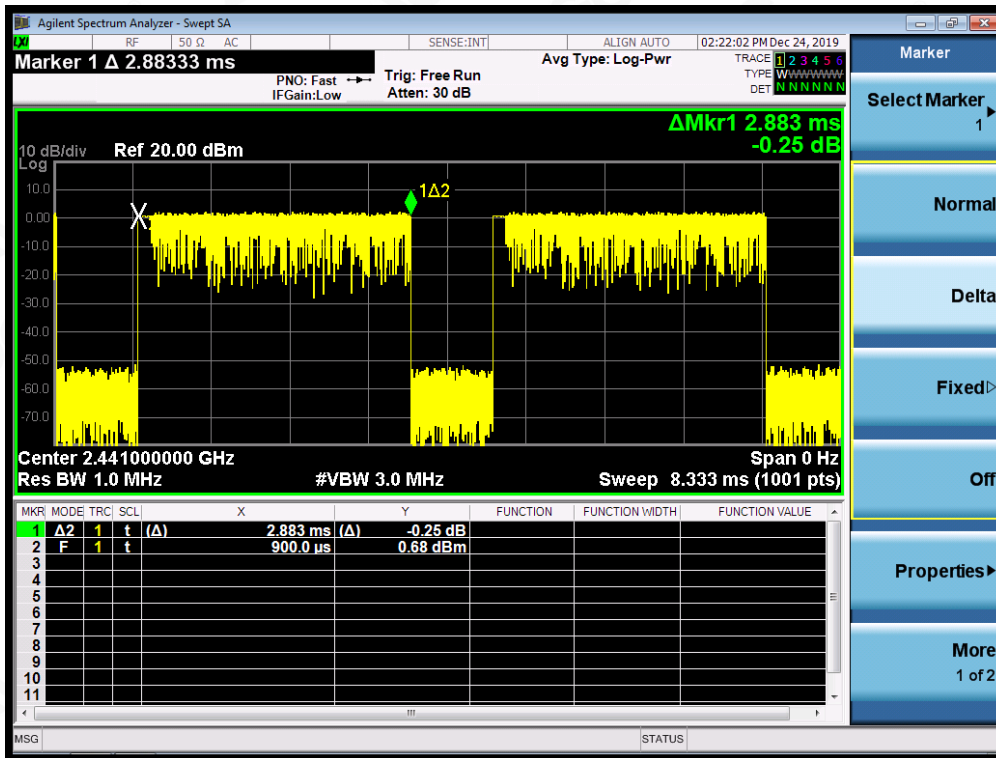 Agilent Spectrum Analyzer - Swept SA
LXI RF 50 Ω AC SENSE:INT ALIGN AUTO 02:22:02 PM Dec 24, 2019
Marker 1 Δ 2.88333 ms
PNO: Fast
IFGain:Low
Trig: Free Run
Atten: 30 dB
Avg Type: Log-Pwr
TRACE 1 2 3 4 5 6
TYPE WWWWWW
DET N N N N N N
ΔMkr1 2.883 ms
-0.25 dB
10 dB/div Ref 20.00 dBm
Log
10.0
0.00
-10.0
-20.0
-30.0
-40.0
-50.0
-60.0
-70.0
X
1Δ2
Center 2.441000000 GHz Span 0 Hz
Res BW 1.0 MHz #VBW 3.0 MHz Sweep 8.333 ms (1001 pts)
MKR MODE TRC SCL X Y FUNCTION FUNCTION WIDTH FUNCTION VALUE
1 Δ2 1 t (Δ) 2.883 ms (Δ) -0.25 dB
2 F 1 t 900.0 µs 0.68 dBm
3
4
5
6
7
8
9
10
11
MSG STATUS
Marker
Select Marker
1
Normal
Delta
Fixed
Off
Properties
More
1 of 2